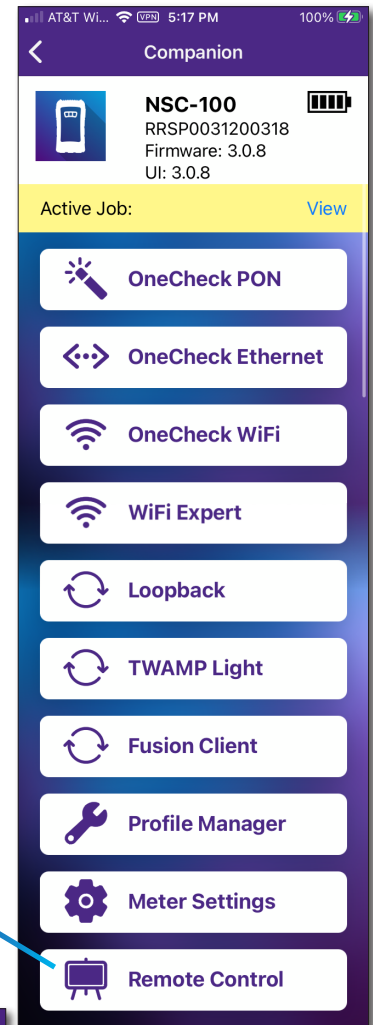 AT&T Wi... VPN 5:17 PM 100%
Companion
NSC-100
RRSP0031200318
Firmware: 3.0.8
UI: 3.0.8
Active Job: View
OneCheck PON
OneCheck Ethernet
OneCheck WiFi
WiFi Expert
Loopback
TWAMP Light
Fusion Client
Profile Manager
Meter Settings
Remote Control